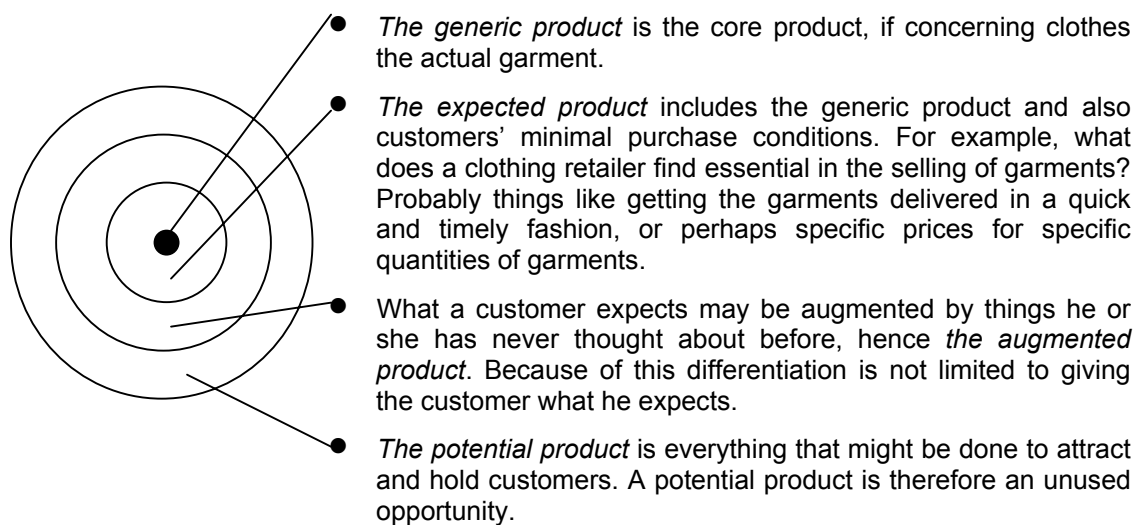 The generic product is the core product, if concerning clothes
the actual garment.
The expected product includes the generic product and also
customers’ minimal purchase conditions. For example, what
does a clothing retailer find essential in the selling of garments?
Probably things like getting the garments delivered in a quick
and timely fashion, or perhaps specific prices for specific
quantities of garments.
What a customer expects may be augmented by things he or
she has never thought about before, hence the augmented
product. Because of this differentiation is not limited to giving
the customer what he expects.
The potential product is everything that might be done to attract
and hold customers. A potential product is therefore an unused
opportunity.